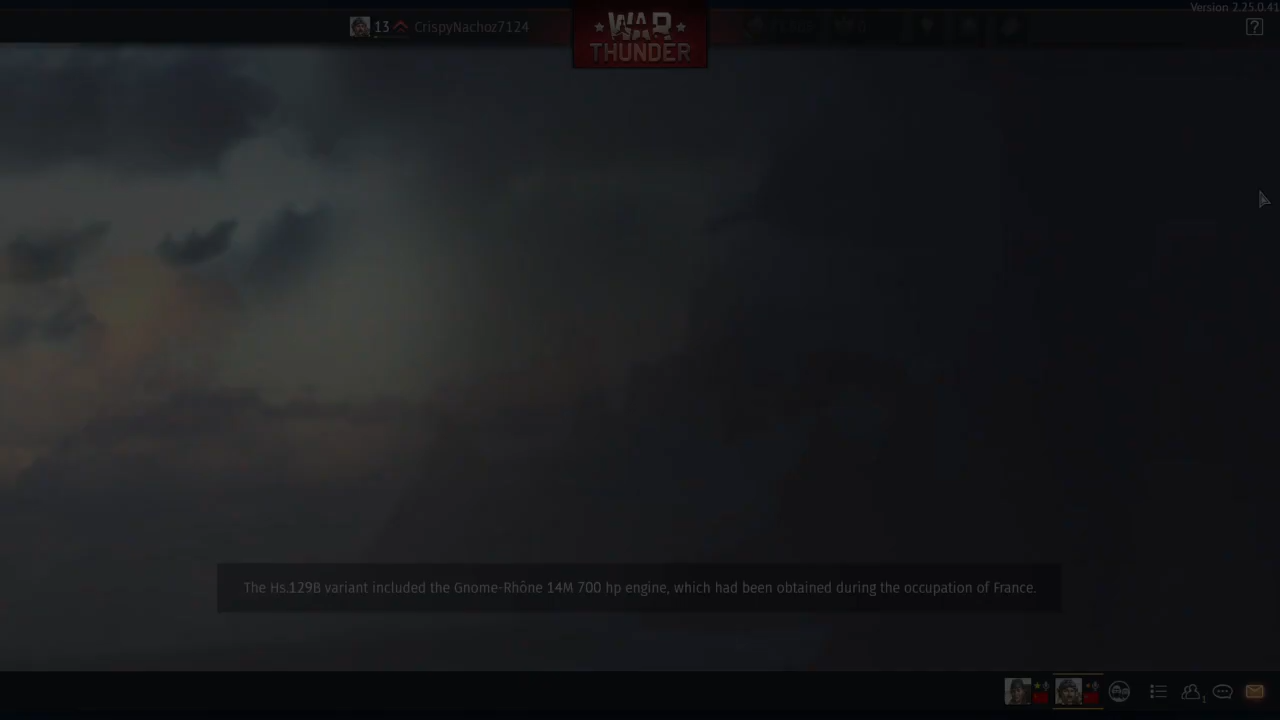 Version 2.25.0.41
13 CrispyNachoz7124
WAR
THUNDER
?
The Hs.129B variant included the Gnome-Rhône 14M 700 hp engine, which had been obtained during the occupation of France.
1